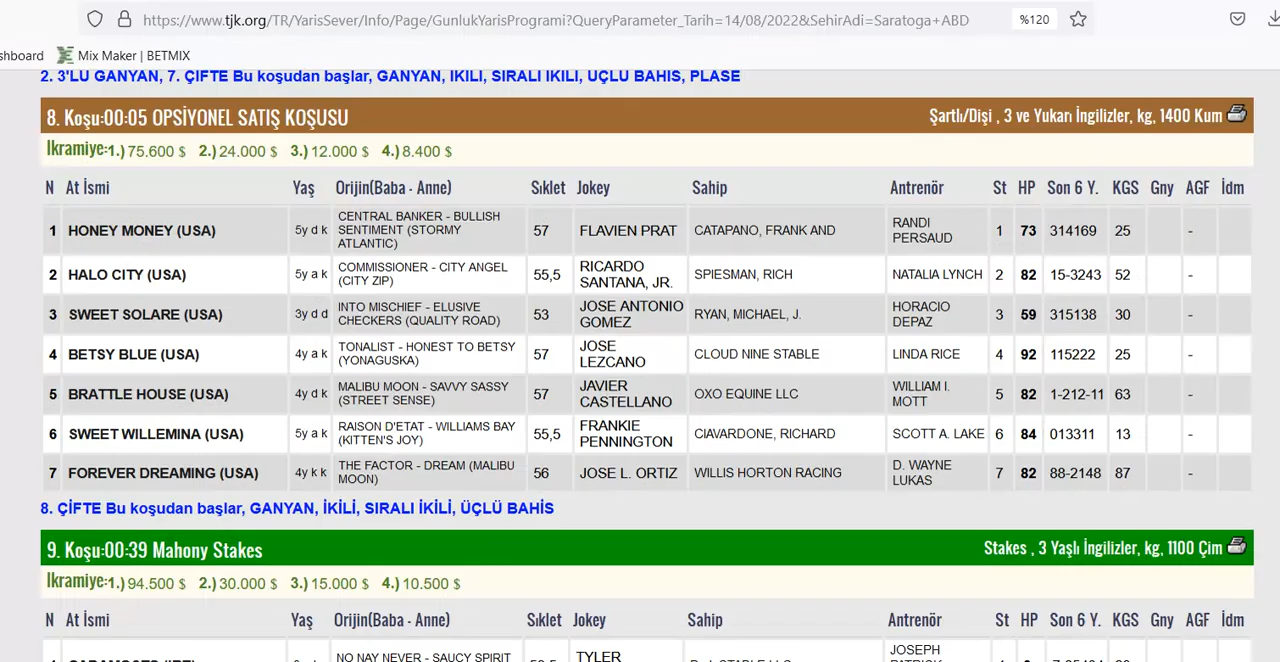 https://www.tjk.org/TR/YarisSever/Info/Page/GunlukYarisProgrami?QueryParameter_Tarih=14/08/2022&SehirAdi=Saratoga+ABD %120
shboard Mix Maker | BETMIX
2. 3'LÜ GANYAN, 7. ÇİFTE Bu koşudan başlar, GANYAN, İKİLİ, SIRALI İKİLİ, ÜÇLÜ BAHİS, PLASE
8. Koşu:00:05 OPSİYONEL SATIŞ KOŞUSU Şartlı/Dişi , 3 ve Yukarı İngilizler, kg, 1400 Kum
İkramiye:1.) 75.600 $ 2.) 24.000 $ 3.) 12.000 $ 4.) 8.400 $
N At İsmi Yaş Orijin(Baba - Anne) Sıklet Jokey Sahip Antrenör St HP Son 6 Y. KGS Gny AGF İdm
1 HONEY MONEY (USA) 5y d k CENTRAL BANKER - BULLISH SENTIMENT (STORMY ATLANTIC) 57 FLAVIEN PRAT CATAPANO, FRANK AND RANDI PERSAUD 1 73 314169 25 -
2 HALO CITY (USA) 5y a k COMMISSIONER - CITY ANGEL (CITY ZIP) 55,5 RICARDO SANTANA, JR. SPIESMAN, RICH NATALIA LYNCH 2 82 15-3243 52 -
3 SWEET SOLARE (USA) 3y d d INTO MISCHIEF - ELUSIVE CHECKERS (QUALITY ROAD) 53 JOSE ANTONIO GOMEZ RYAN, MICHAEL, J. HORACIO DEPAZ 3 59 315138 30 -
4 BETSY BLUE (USA) 4y a k TONALIST - HONEST TO BETSY (YONAGUSKA) 57 JOSE LEZCANO CLOUD NINE STABLE LINDA RICE 4 92 115222 25 -
5 BRATTLE HOUSE (USA) 4y d k MALIBU MOON - SAVVY SASSY (STREET SENSE) 57 JAVIER CASTELLANO OXO EQUINE LLC WILLIAM I. MOTT 5 82 1-212-11 63 -
6 SWEET WILLEMINA (USA) 5y a k RAISON D'ETAT - WILLIAMS BAY (KITTEN'S JOY) 55,5 FRANKIE PENNINGTON CIAVARDONE, RICHARD SCOTT A. LAKE 6 84 013311 13 -
7 FOREVER DREAMING (USA) 4y k k THE FACTOR - DREAM (MALIBU MOON) 56 JOSE L. ORTIZ WILLIS HORTON RACING D. WAYNE LUKAS 7 82 88-2148 87 -
8. ÇİFTE Bu koşudan başlar, GANYAN, İKİLİ, SIRALI İKİLİ, ÜÇLÜ BAHİS
9. Koşu:00:39 Mahony Stakes Stakes , 3 Yaşlı İngilizler, kg, 1100 Çim
İkramiye:1.) 94.500 $ 2.) 30.000 $ 3.) 15.000 $ 4.) 10.500 $
N At İsmi Yaş Orijin(Baba - Anne) Sıklet Jokey Sahip Antrenör St HP Son 6 Y. KGS Gny AGF İdm
NO NAY NEVER - SAUCY SPIRIT TYLER JOSEPH